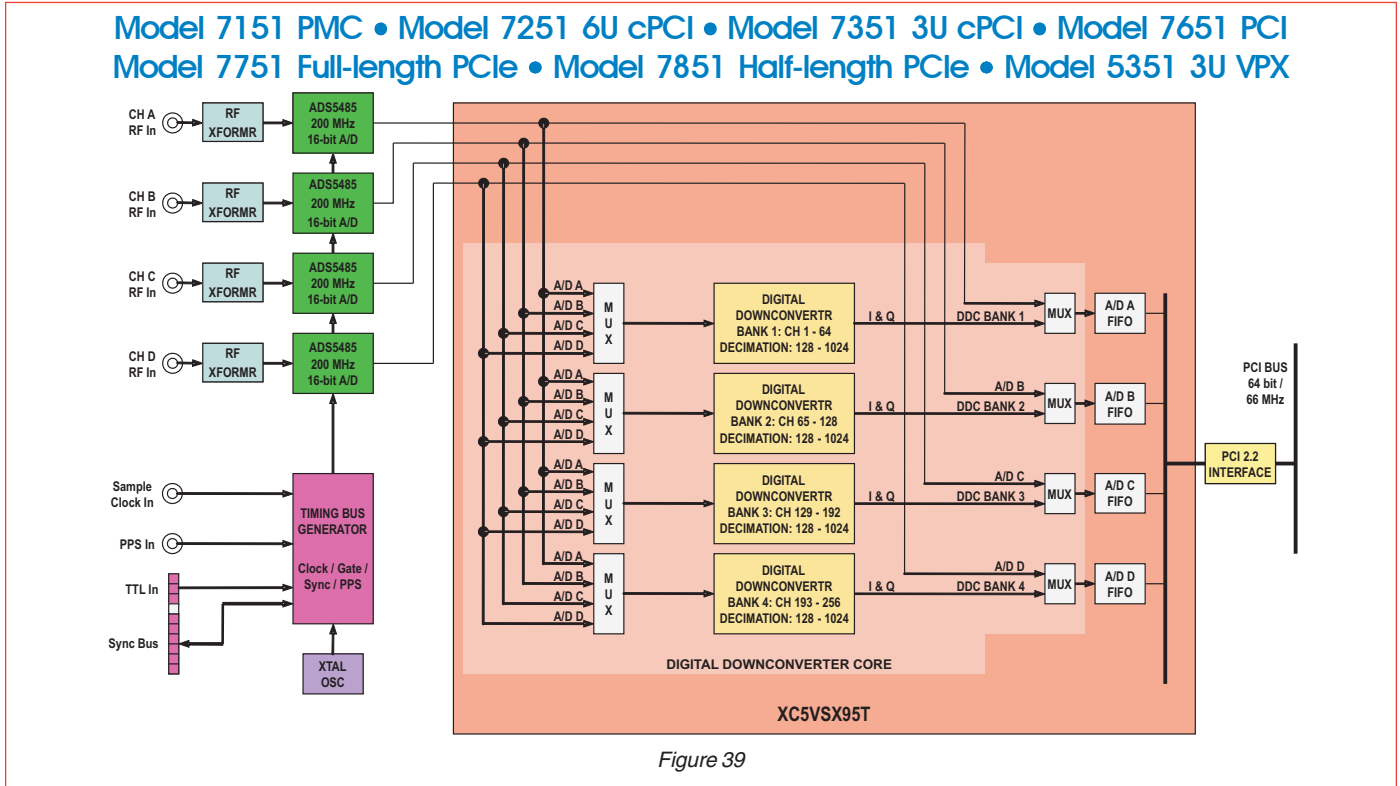 Model 7151 PMC • Model 7251 6U cPCI • Model 7351 3U cPCI • Model 7651 PCI
Model 7751 Full-length PCIe • Model 7851 Half-length PCIe • Model 5351 3U VPX
CH A
RF In
RF
XFORMR
ADS5485
200 MHz
16-bit A/D
CH B
RF In
RF
XFORMR
ADS5485
200 MHz
16-bit A/D
CH C
RF In
RF
XFORMR
ADS5485
200 MHz
16-bit A/D
CH D
RF In
RF
XFORMR
ADS5485
200 MHz
16-bit A/D
Sample
Clock In
PPS In
TTL In
Sync Bus
TIMING BUS
GENERATOR
Clock / Gate /
Sync / PPS
XTAL
OSC
A/D A
A/D B
A/D C
A/D D
M
U
X
DIGITAL
DOWNCONVERTR
BANK 1: CH 1 - 64
DECIMATION: 128 - 1024
I & Q
DDC BANK 1
MUX
A/D A
FIFO
A/D A
A/D B
A/D C
A/D D
M
U
X
DIGITAL
DOWNCONVERTR
BANK 2: CH 65 - 128
DECIMATION: 128 - 1024
I & Q
A/D B
DDC BANK 2
MUX
A/D B
FIFO
A/D A
A/D B
A/D C
A/D D
M
U
X
DIGITAL
DOWNCONVERTR
BANK 3: CH 129 - 192
DECIMATION: 128 - 1024
I & Q
A/D C
DDC BANK 3
MUX
A/D C
FIFO
A/D A
A/D B
A/D C
A/D D
M
U
X
DIGITAL
DOWNCONVERTR
BANK 4: CH 193 - 256
DECIMATION: 128 - 1024
I & Q
A/D D
DDC BANK 4
MUX
A/D D
FIFO
DIGITAL DOWNCONVERTER CORE
XC5VSX95T
PCI 2.2
INTERFACE
PCI BUS
64 bit /
66 MHz
Figure 39